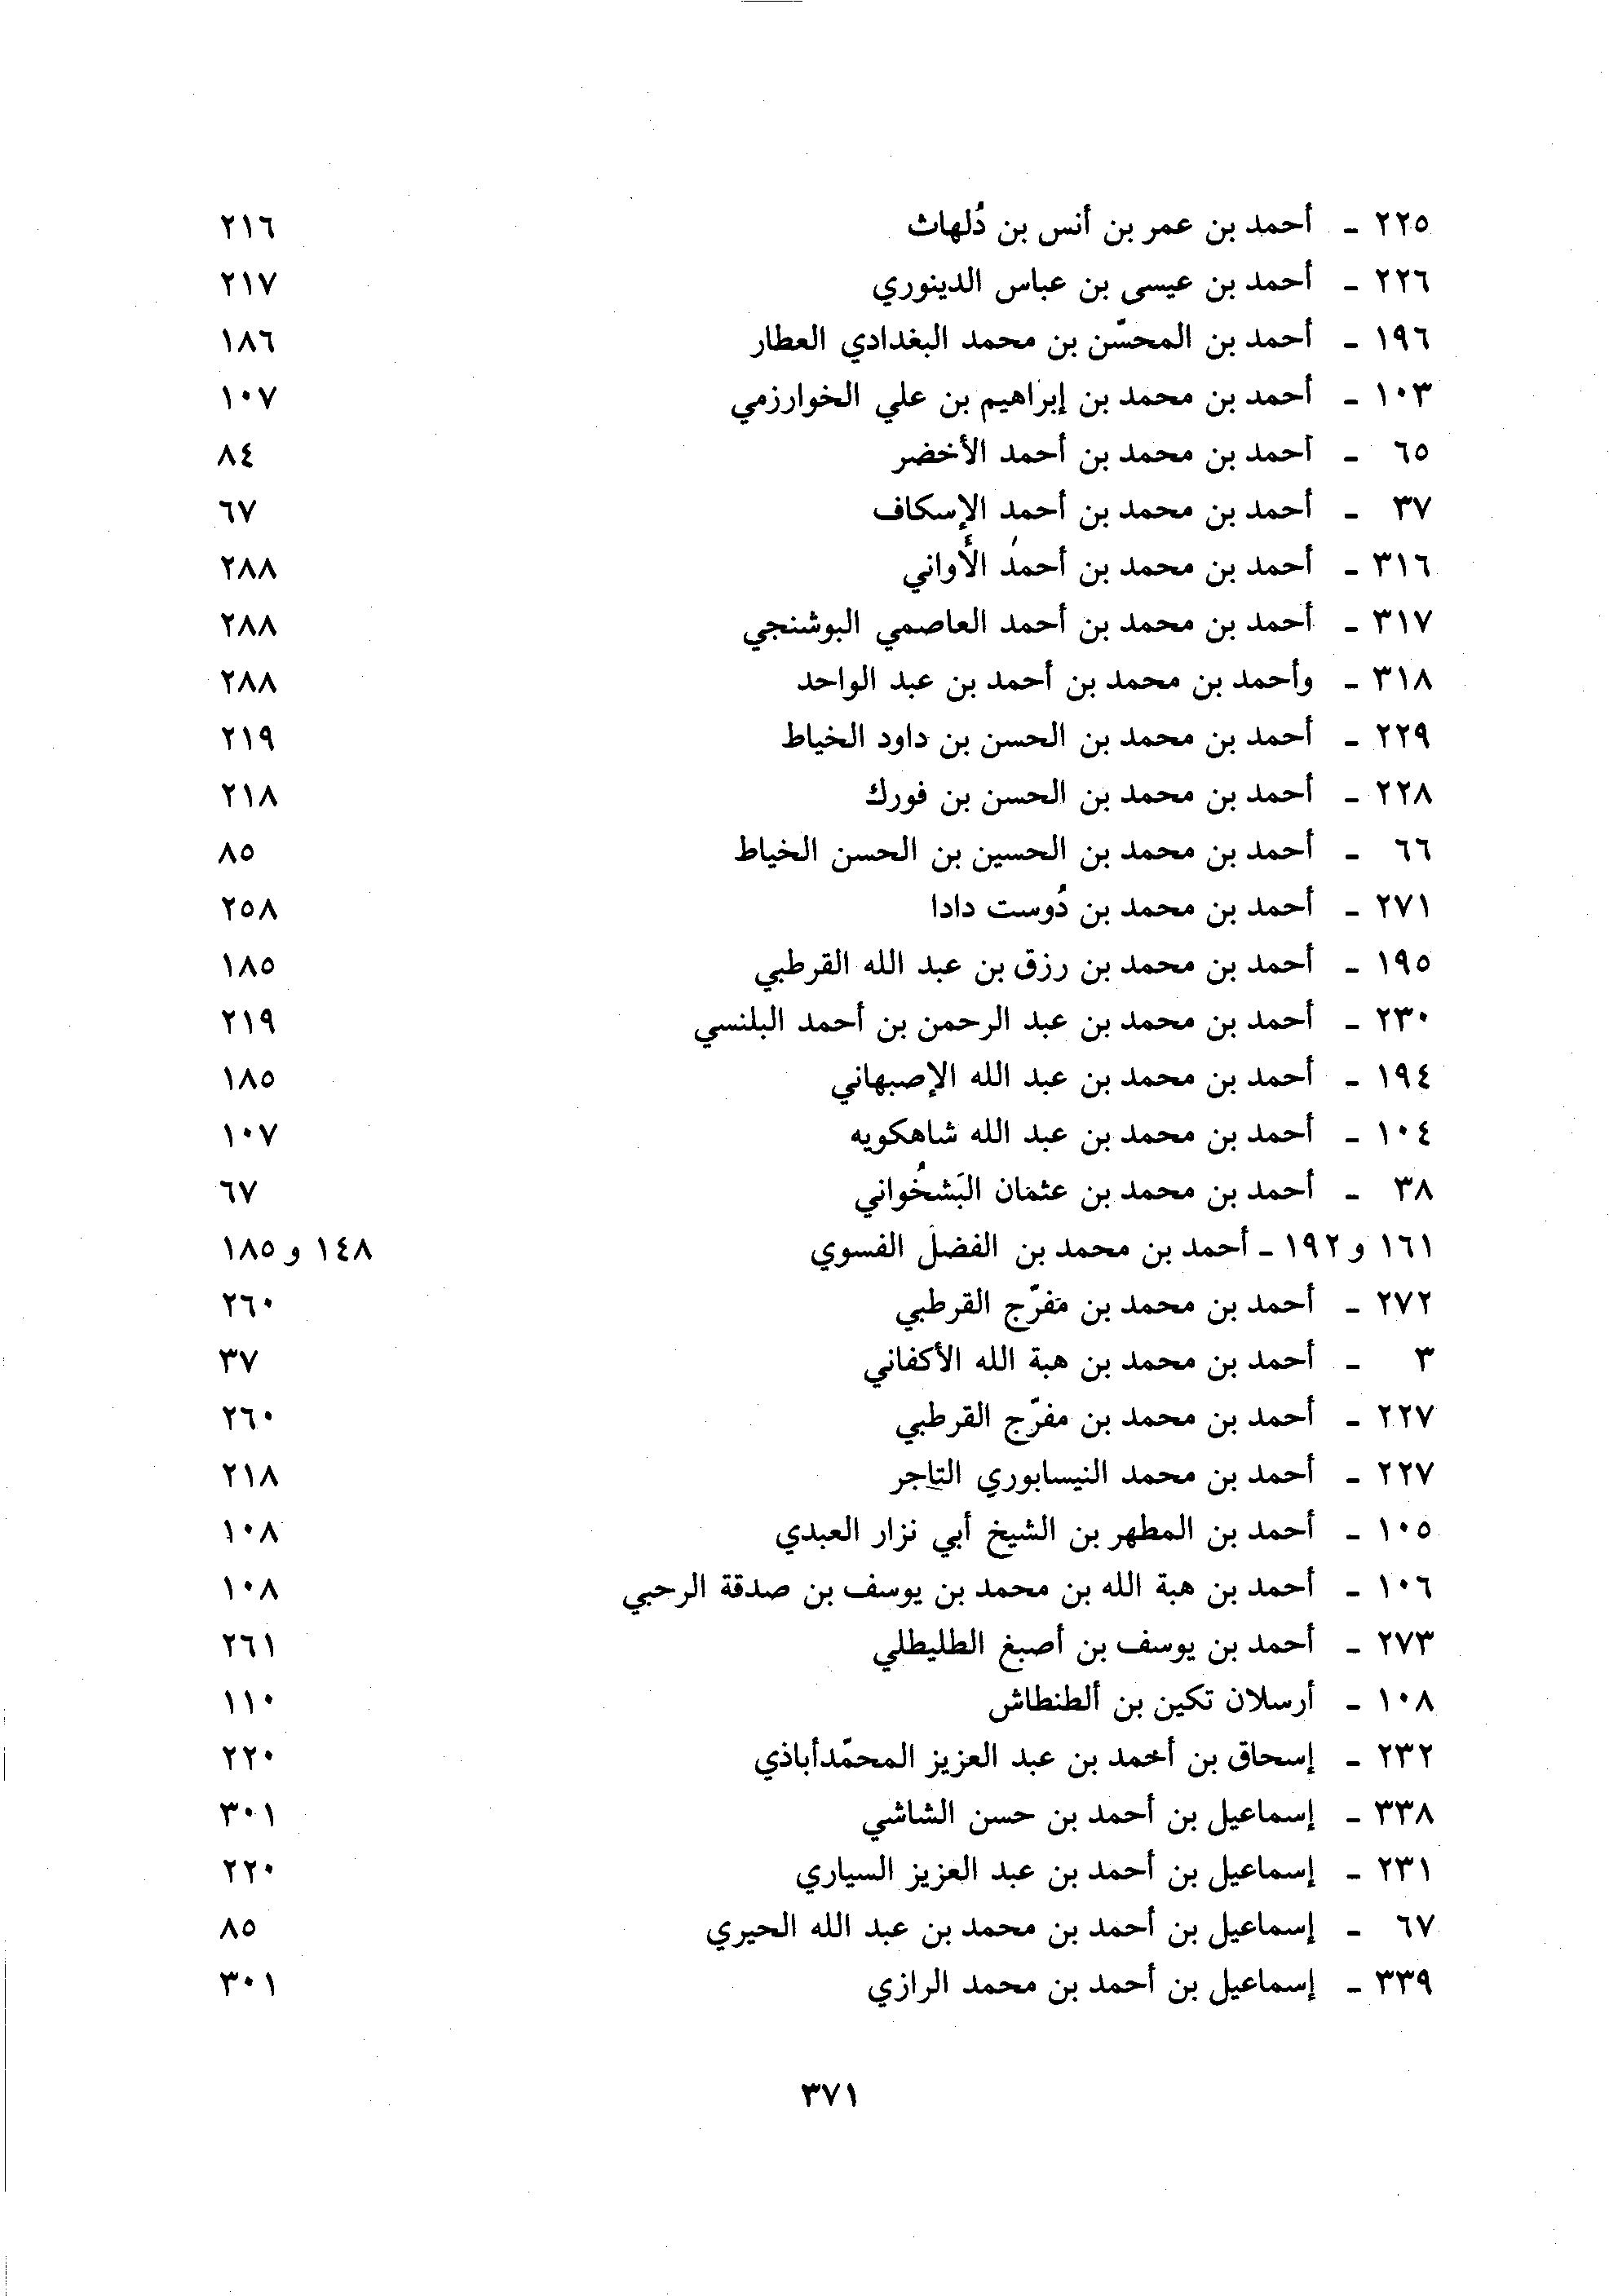 ٢٢٥ - أحمد بن عمر بن أنس بن دُلهاث ٢١٦
٢٢٦ - أحمد بن عيسى بن عباس الدينوري ٢١٧
١٩٦ - أحمد بن المحسّن بن محمد البغدادي العطار ١٨٦
١٠٣ - أحمد بن محمد بن إبراهيم بن علي الخوارزمي ١٠٧
٦٥ - أحمد بن محمد بن أحمد الأخضر ٨٤
٣٧ - أحمد بن محمد بن أحمد الإسكاف ٦٧
٣١٦ - أحمد بن محمد بن أحمد الأواني ٢٨٨
٣١٧ - أحمد بن محمد بن أحمد العاصمي البوشنجي ٢٨٨
٣١٨ - وأحمد بن محمد بن أحمد بن عبد الواحد ٢٨٨
٢٢٩ - أحمد بن محمد بن الحسن بن داود الخياط ٢١٩
٢٢٨ - أحمد بن محمد بن الحسن بن فورك ٢١٨
٦٦ - أحمد بن محمد بن الحسين بن الحسن الخياط ٨٥
٢٧١ - أحمد بن محمد بن دُوست دادا ٢٥٨
١٩٥ - أحمد بن محمد بن رزق بن عبد الله القرطبي ١٨٥
٢٣٠ - أحمد بن محمد بن عبد الرحمن بن أحمد البلنسي ٢١٩
١٩٤ - أحمد بن محمد بن عبد الله الإصبهاني ١٨٥
١٠٤ - أحمد بن محمد بن عبد الله شاهكويه ١٠٧
٣٨ - أحمد بن محمد بن عثمان البَشخُواني ٦٧
١٦١ و ١٩٢ - أحمد بن محمد بن الفضل الفسوي ١٤٨ و ١٨٥
٢٧٢ - أحمد بن محمد بن مفرّج القرطبي ٢٦٠
٣ - أحمد بن محمد بن هبة الله الأكفاني ٣٧
٢٢٧ - أحمد بن محمد بن مفرّج القرطبي ٢٦٠
٢٢٧ - أحمد بن محمد النيسابوري التاجر ٢١٨
١٠٥ - أحمد بن المطهر بن الشيخ أبي نزار العبدي ١٠٨
١٠٦ - أحمد بن هبة الله بن محمد بن يوسف بن صدقة الرحبي ١٠٨
٢٧٣ - أحمد بن يوسف بن أصبغ الطليطلي ٢٦١
١٠٨ - أرسلان تكين بن ألطنطاش ١١٠
٢٣٢ - إسحاق بن أحمد بن عبد العزيز المحمّدأباذي ٢٢٠
٣٣٨ - إسماعيل بن أحمد بن حسن الشاشي ٣٠١
٢٣١ - إسماعيل بن أحمد بن عبد العزيز السياري ٢٢٠
٦٧ - إسماعيل بن أحمد بن محمد بن عبد الله الحيري ٨٥
٣٣٩ - إسماعيل بن أحمد بن محمد الرازي ٣٠١
٣٧١